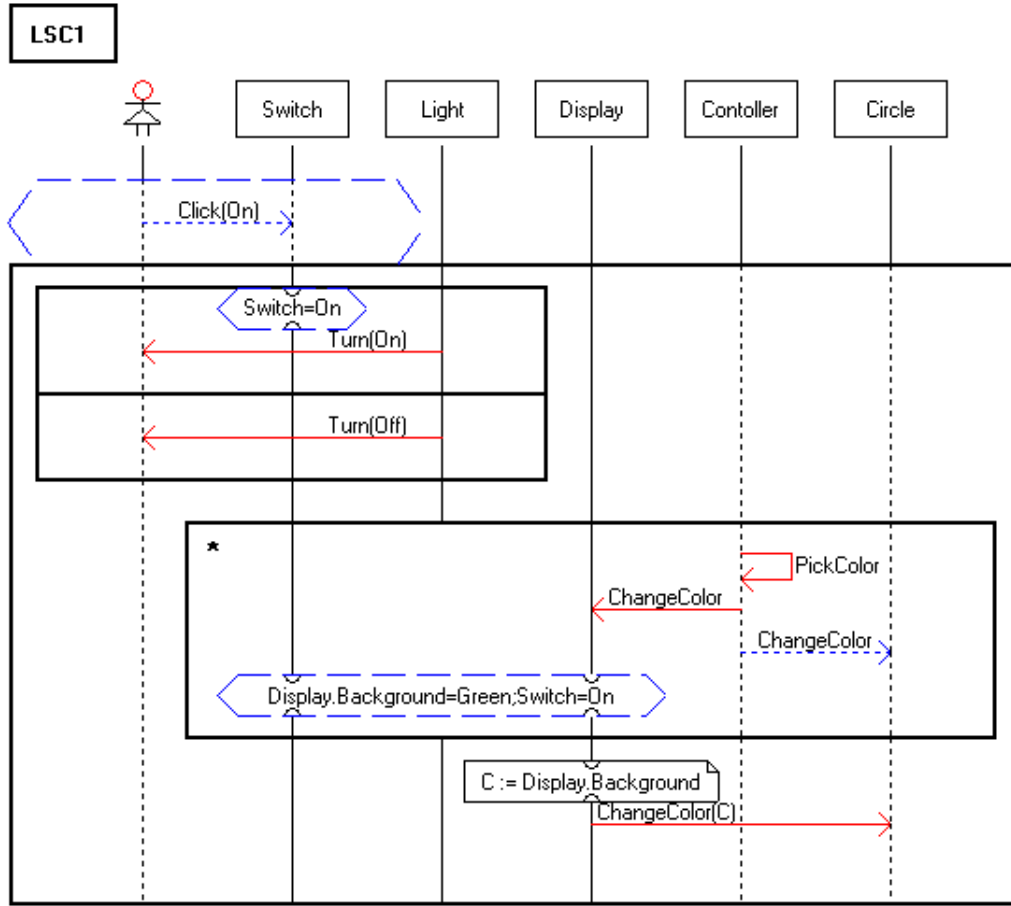 LSC1
Switch
Light
Display
Contoller
Circle
Click(On)
Switch=On
Turn(On)
Turn(Off)
*
PickColor
ChangeColor
ChangeColor
Display.Background=Green;Switch=On
C := Display.Background
ChangeColor(C)